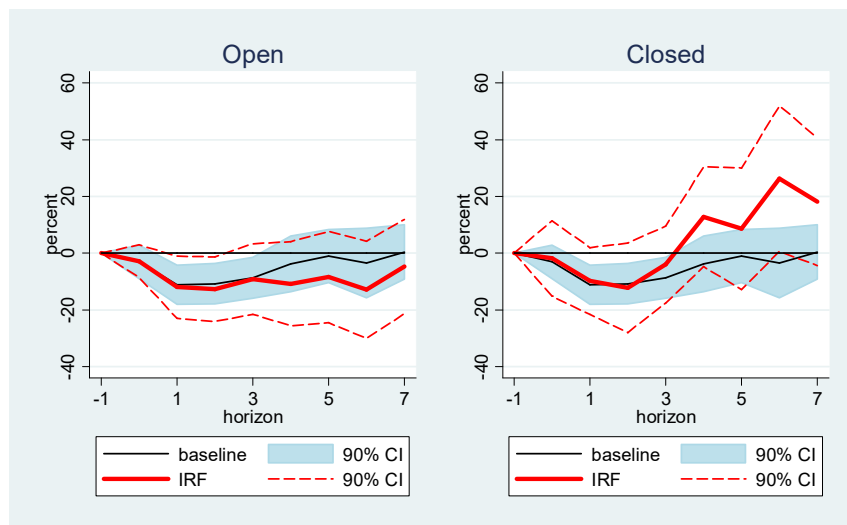 Open
60
40
20
0
-20
-40
percent
-1 1 3 5 7
horizon
baseline 90% CI
IRF 90% CI
Closed
60
40
20
0
-20
-40
percent
-1 1 3 5 7
horizon
baseline 90% CI
IRF 90% CI